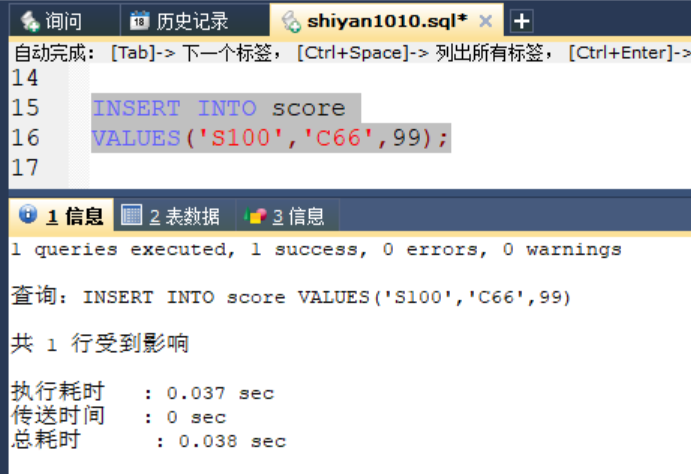 询问 历史记录 shiyan1010.sql*
自动完成: [Tab]-> 下一个标签, [Ctrl+Space]-> 列出所有标签, [Ctrl+Enter]->
14
15 INSERT INTO score
16 VALUES('S100','C66',99);
17
1 信息 2 表数据 3 信息
1 queries executed, 1 success, 0 errors, 0 warnings
查询: INSERT INTO score VALUES('S100','C66',99)
共 1 行受到影响
执行耗时 : 0.037 sec
传送时间 : 0 sec
总耗时 : 0.038 sec